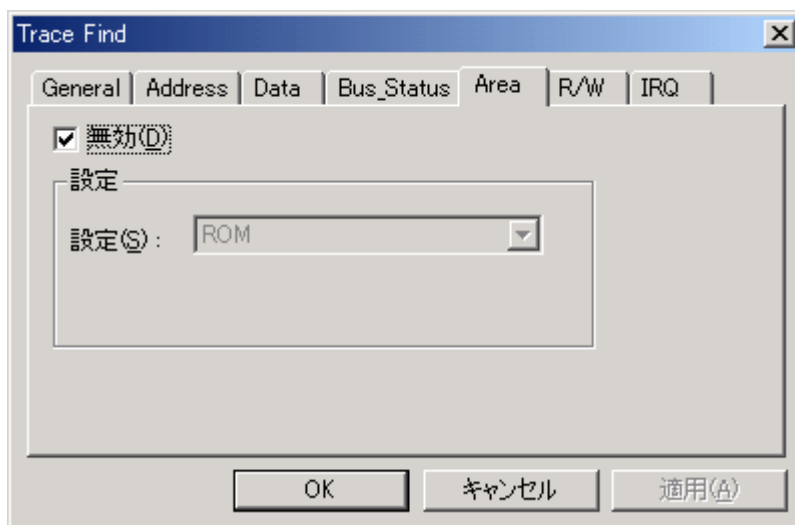 Trace Find
General Address Data Bus_Status Area R/W IRQ
無効(D)
設定
設定(S) : ROM
OK キャンセル 適用(A)